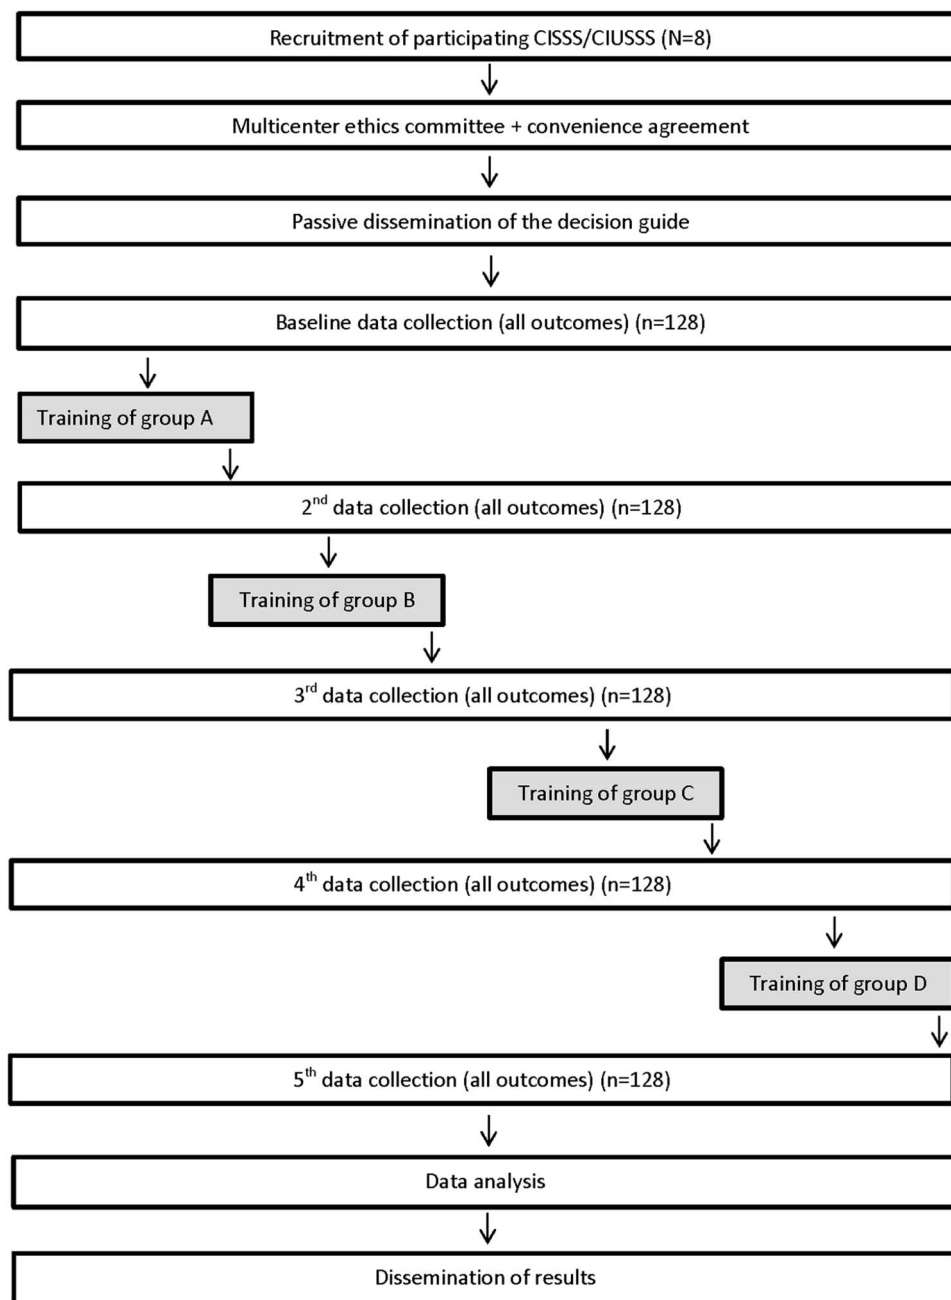 Recruitment of participating CISSS/CIUSSS (N=8)
Multicenter ethics committee + convenience agreement
Passive dissemination of the decision guide
Baseline data collection (all outcomes) (n=128)
Training of group A
2nd data collection (all outcomes) (n=128)
Training of group B
3rd data collection (all outcomes) (n=128)
Training of group C
4th data collection (all outcomes) (n=128)
Training of group D
5th data collection (all outcomes) (n=128)
Data analysis
Dissemination of results